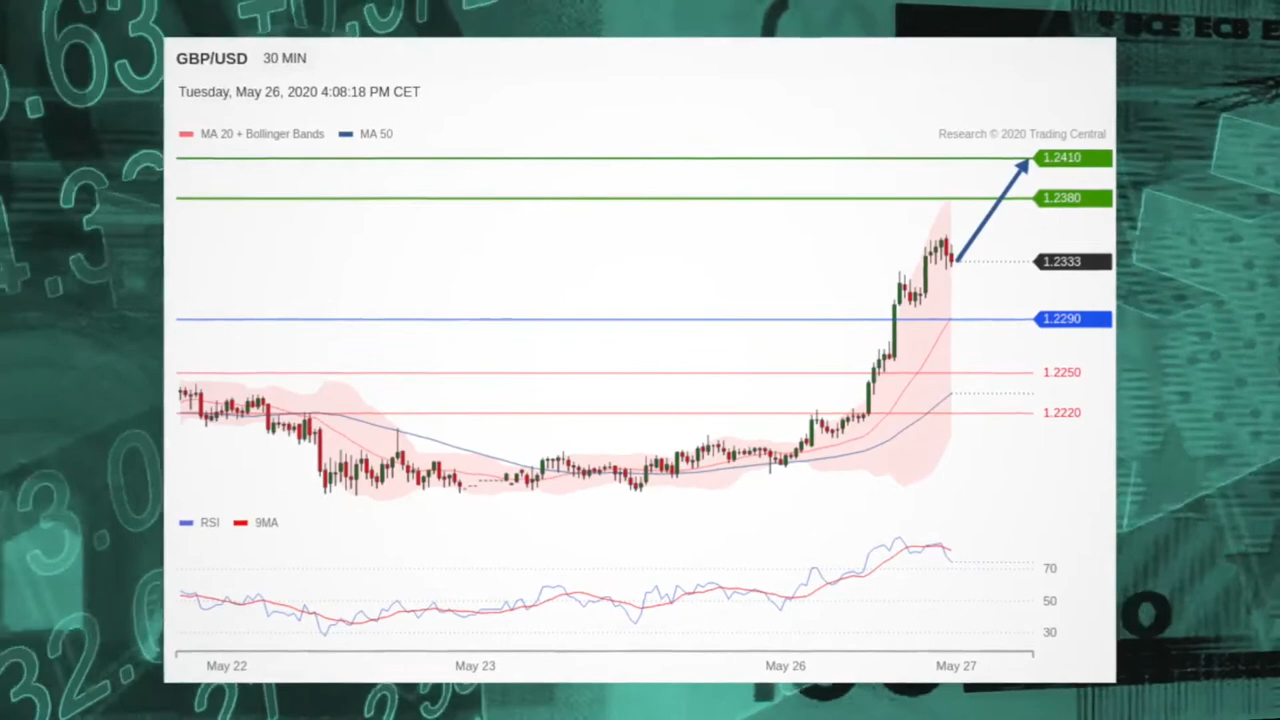 GBP/USD 30 MIN
Tuesday, May 26, 2020 4:08:18 PM CET
MA 20 + Bollinger Bands MA 50
Research © 2020 Trading Central
1.2410
1.2380
1.2333
1.2290
1.2250
1.2220
RSI 9MA
70
50
30
May 22 May 23 May 26 May 27